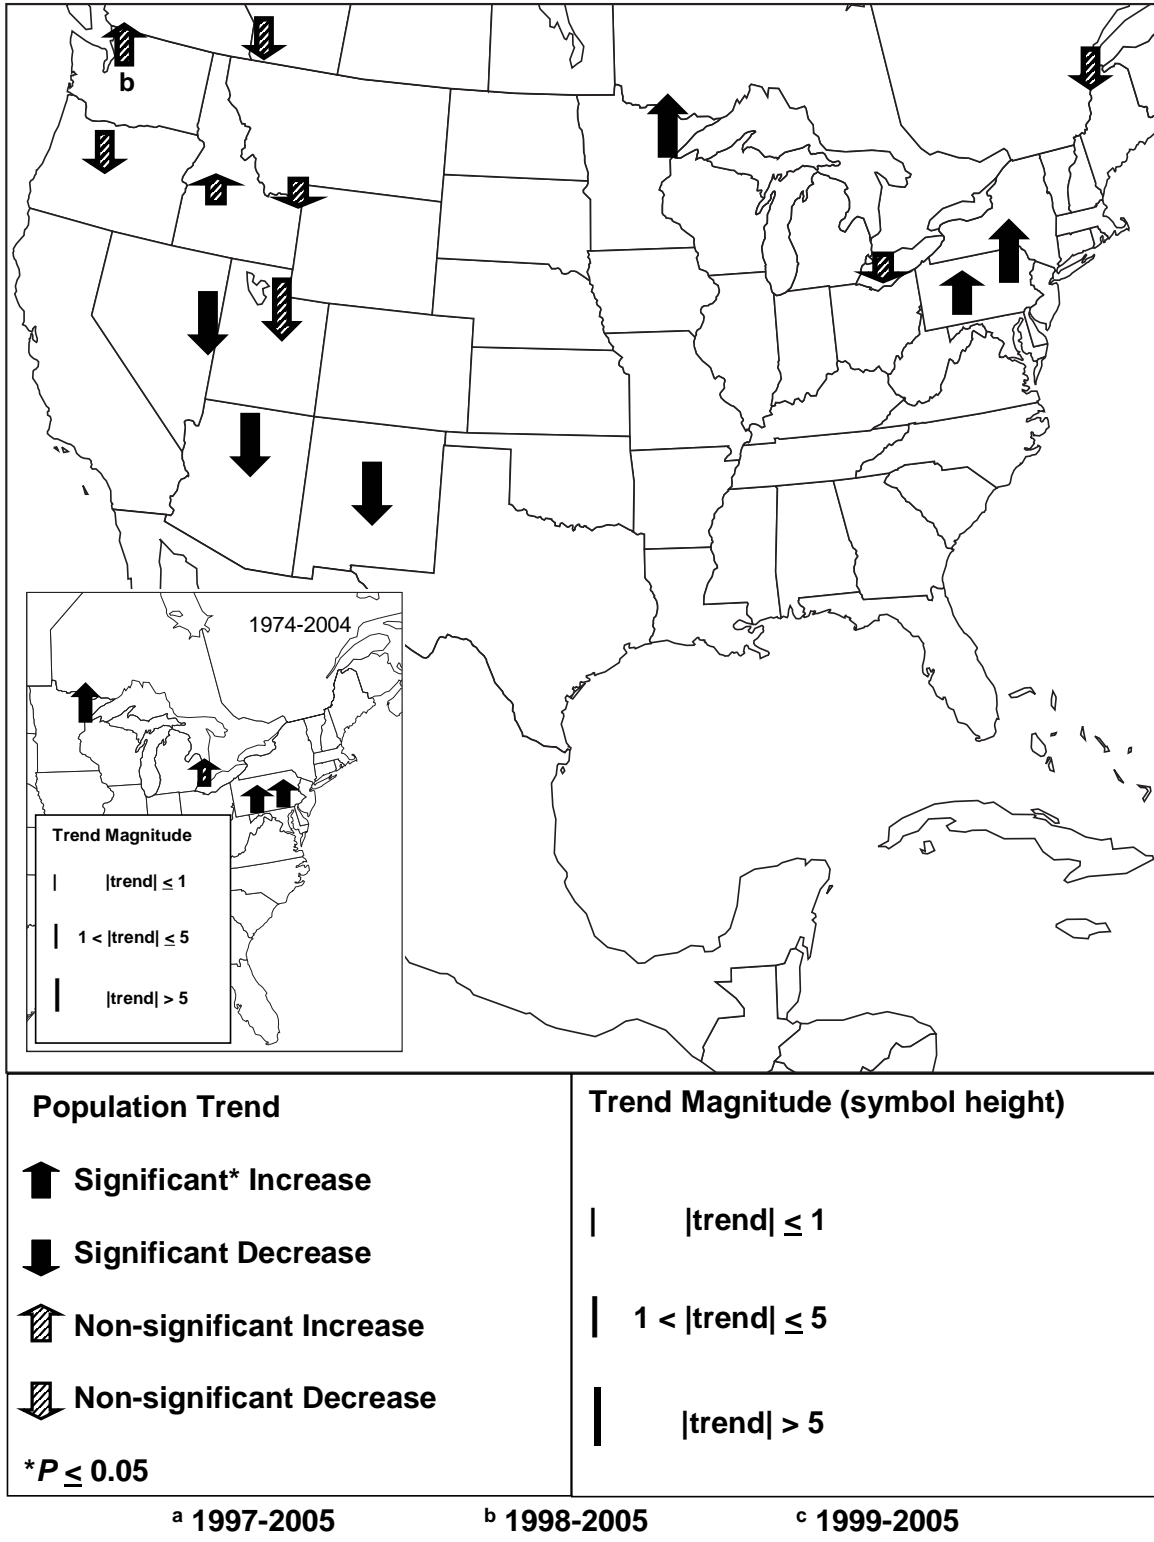 b
1974-2004
Trend Magnitude
|trend| ≤ 1
1 < |trend| ≤ 5
|trend| > 5
Population Trend
Significant* Increase
Significant Decrease
Non-significant Increase
Non-significant Decrease
*P ≤ 0.05
Trend Magnitude (symbol height)
|trend| ≤ 1
1 < |trend| ≤ 5
|trend| > 5
ᵃ 1997-2005 ᵇ 1998-2005 ᶜ 1999-2005